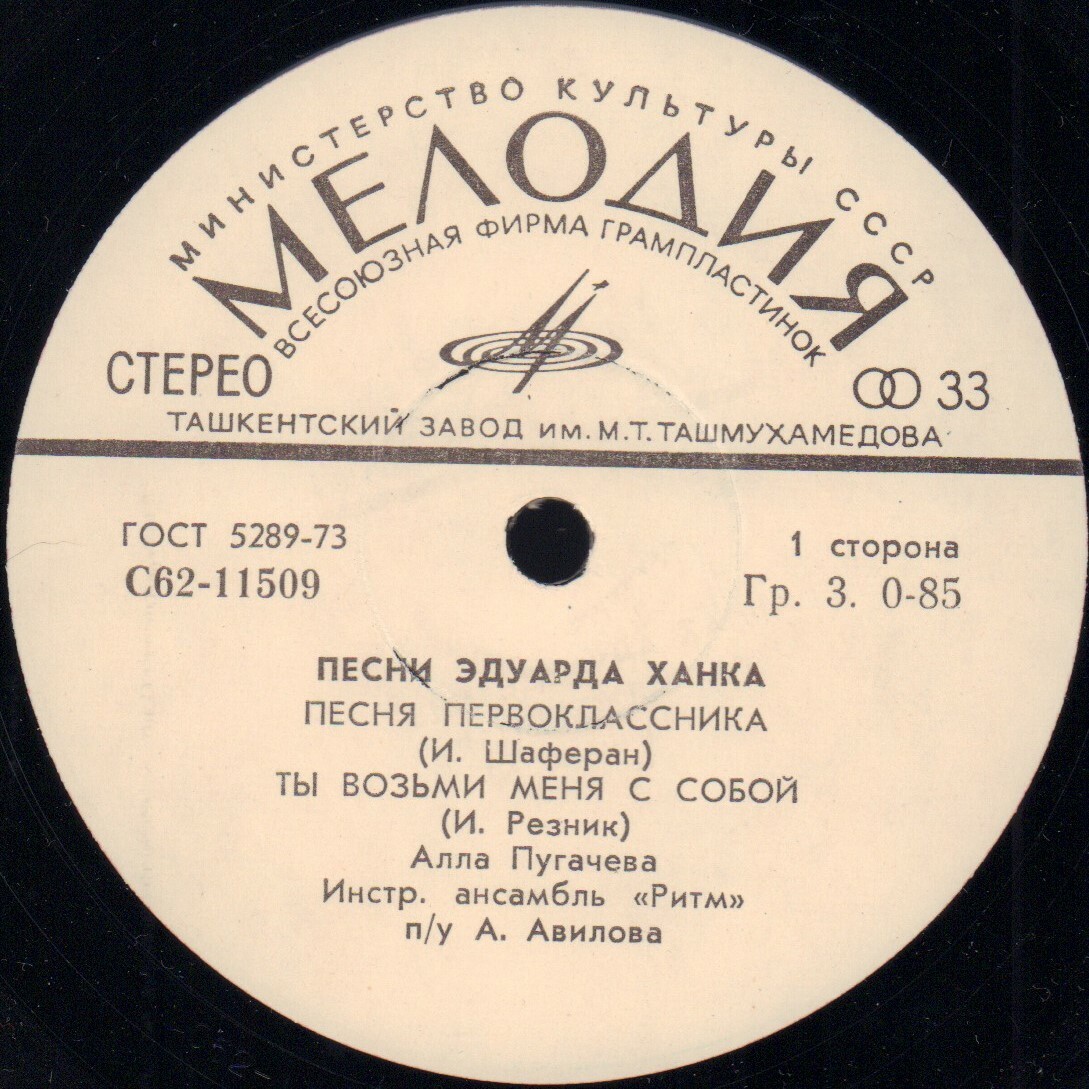 МИНИСТЕРСТВО КУЛЬТУРЫ СССР
МЕЛОДИЯ
ВСЕСОЮЗНАЯ ФИРМА ГРАМПЛАСТИНОК
СТЕРЕО
33
ТАШКЕНТСКИЙ ЗАВОД ИМ. М.Т. ТАШМУХАМЕДОВА
ГОСТ 5289-73
1 сторона
С62-11509
Гр. 3. 0-85
ПЕСНИ ЭДУАРДА ХАНКА
ПЕСНЯ ПЕРВОКЛАССНИКА
(И. Шаферан)
ТЫ ВОЗЬМИ МЕНЯ С СОБОЙ
(И. Резник)
Алла Пугачева
Инстр. ансамбль «Ритм»
п/у А. Авилова